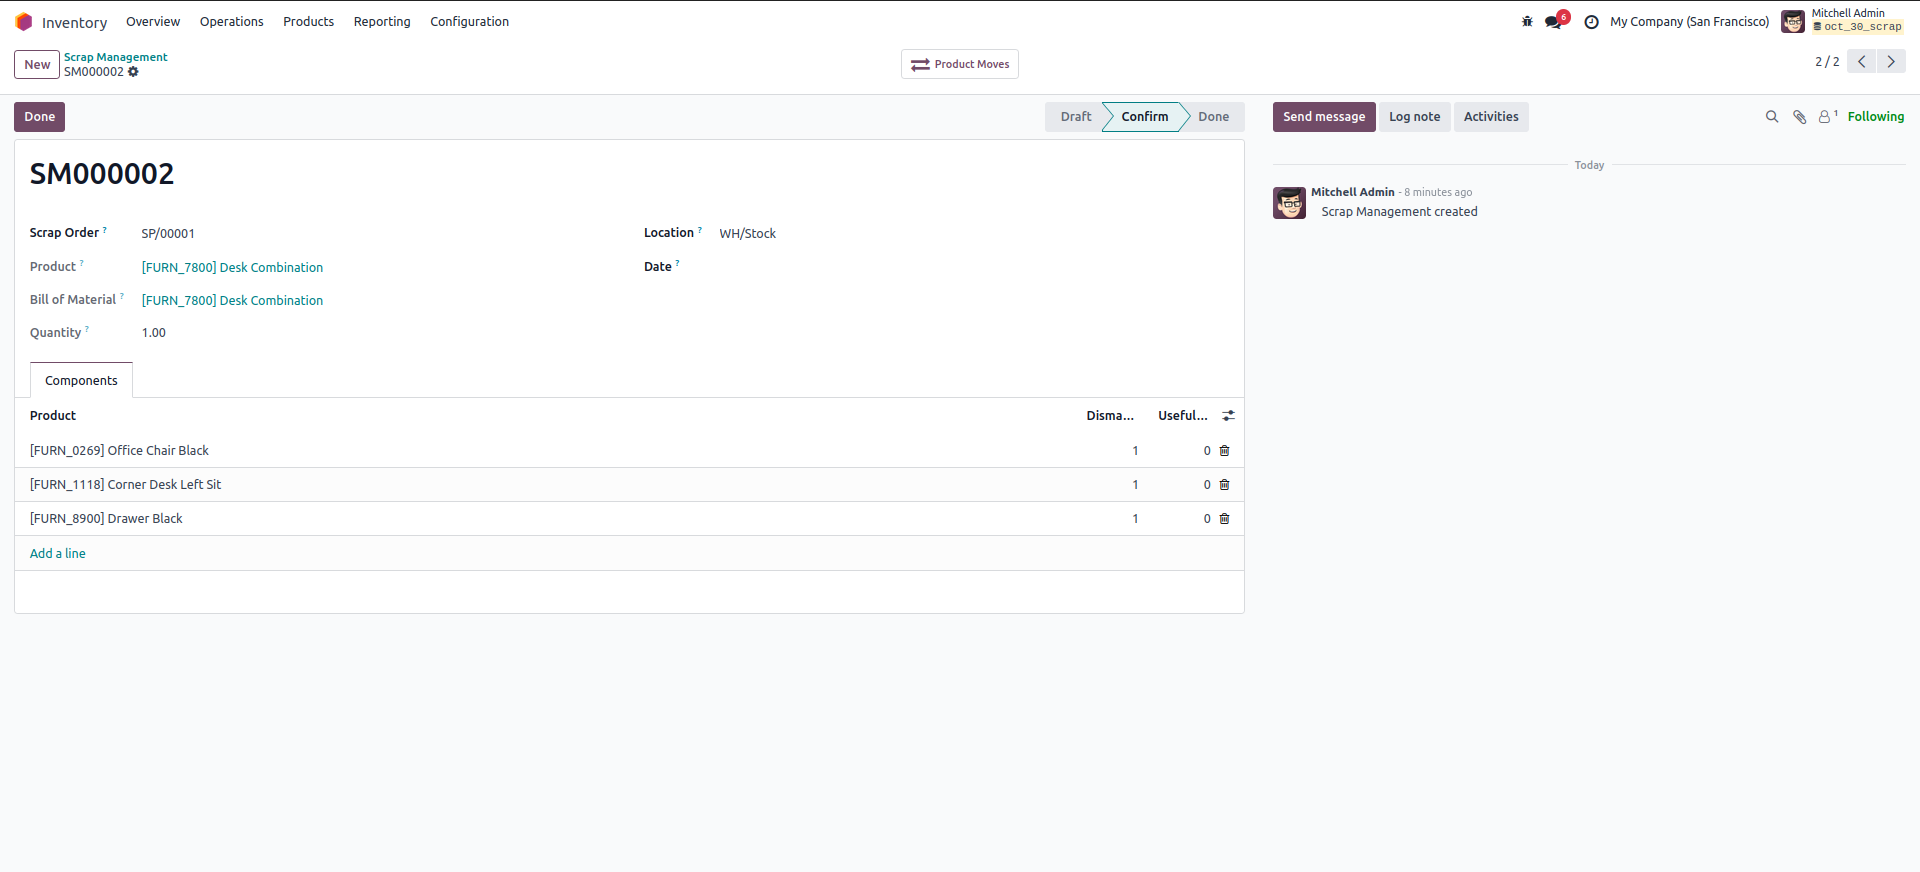 Inventory Overview Operations Products Reporting Configuration 6 My Company (San Francisco) Mitchell Admin
oct_30_scrap
New Scrap Management
SM000002
Product Moves
2 / 2
Done Draft Confirm Done Send message Log note Activities 1 Following
SM000002
Today
Mitchell Admin - 8 minutes ago
Scrap Management created
Scrap Order ? SP/00001 Location ? WH/Stock
Product ? [FURN_7800] Desk Combination Date ?
Bill of Material ? [FURN_7800] Desk Combination
Quantity ? 1.00
Components
Product Disma... Useful...
[FURN_0269] Office Chair Black 1 0
[FURN_1118] Corner Desk Left Sit 1 0
[FURN_8900] Drawer Black 1 0
Add a line